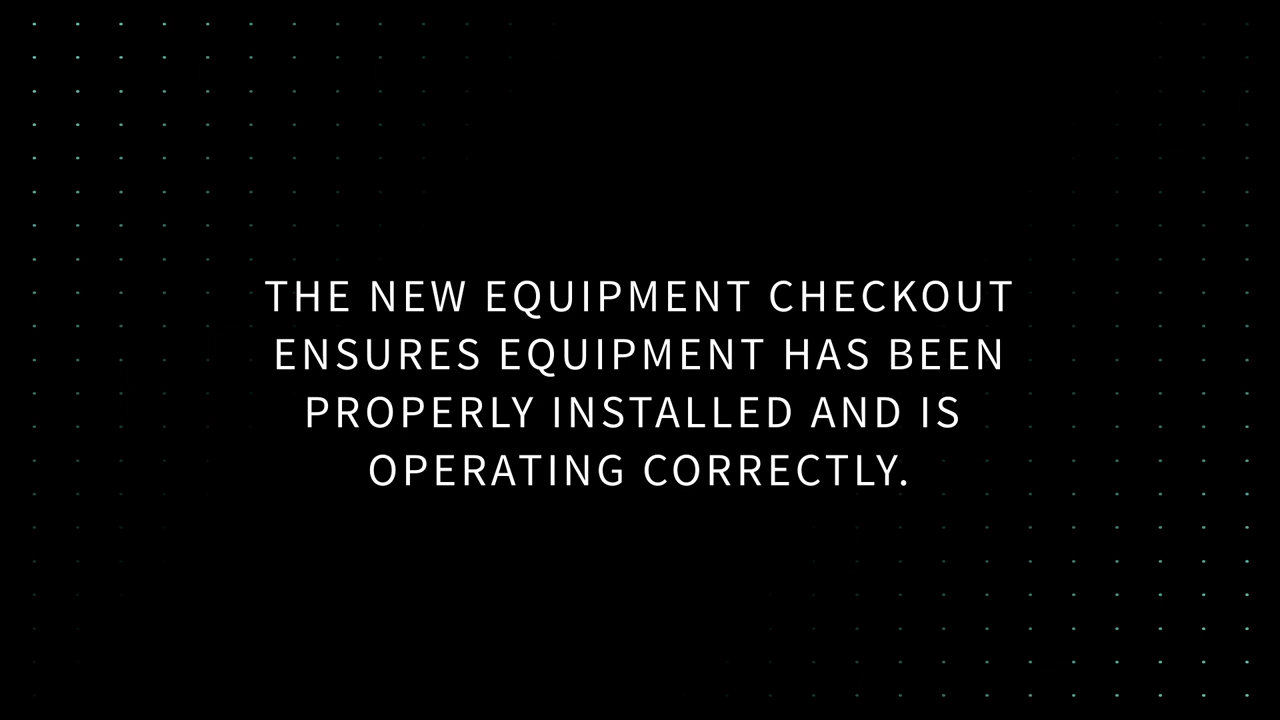 THE NEW EQUIPMENT CHECKOUT
ENSURES EQUIPMENT HAS BEEN
PROPERLY INSTALLED AND IS
OPERATING CORRECTLY.